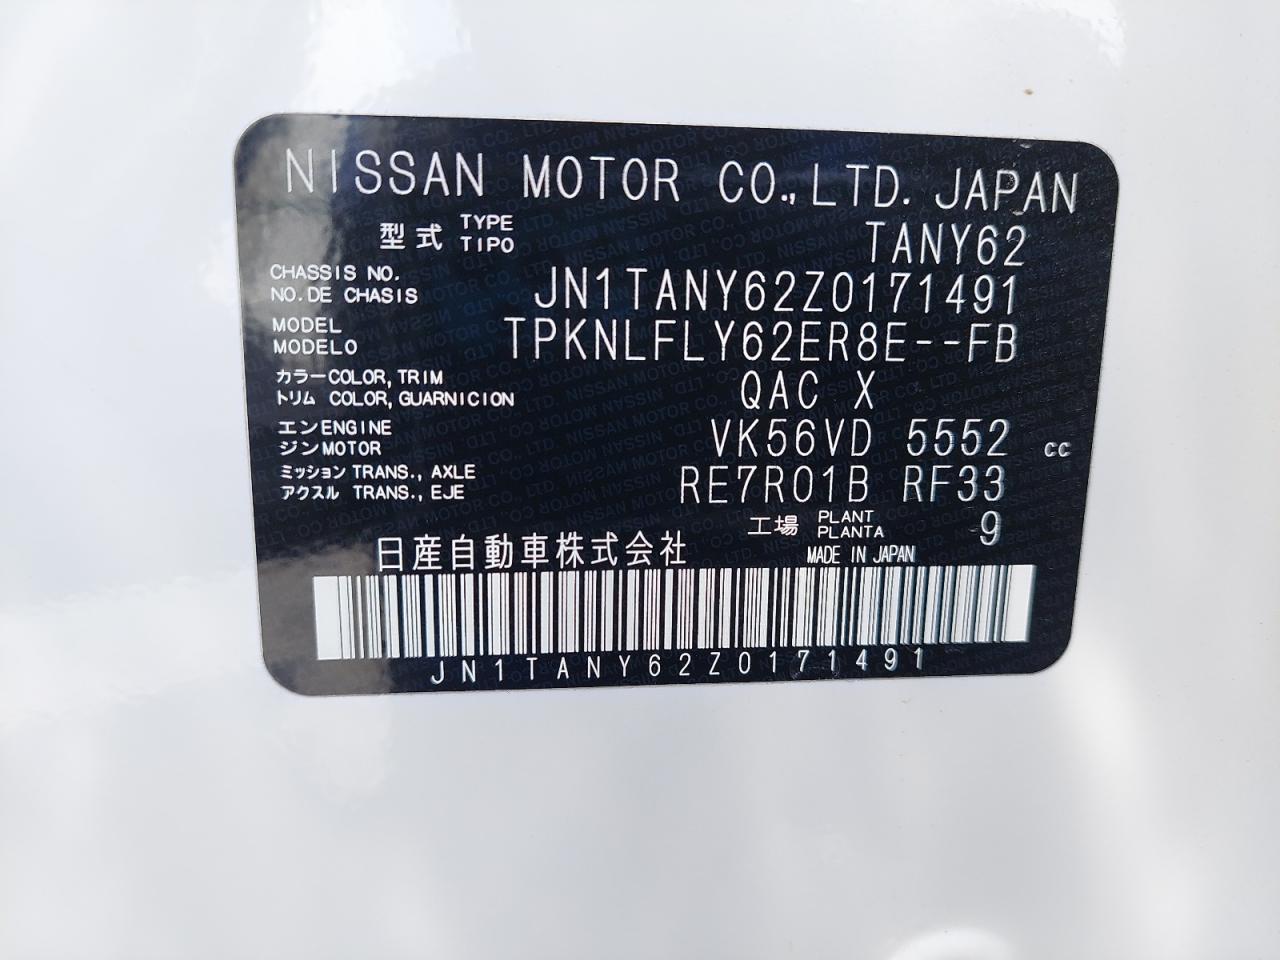 NISSAN MOTOR CO.,LTD. JAPAN
型式 TYPE TIPO TANY62
CHASSIS NO.
NO.DE CHASIS JN1TANY62Z0171491
MODEL
MODELO TPKNLFLY62ER8E--FB
カラーCOLOR, TRIM
トリム COLOR, GUARNICION QAC X
エンENGINE
ジンMOTOR VK56VD 5552 cc
ミッション TRANS., AXLE
アクスル TRANS., EJE RE7R01B RF33
工場 PLANT PLANTA 9
日産自動車株式会社 MADE IN JAPAN
JN1TANY62Z0171491